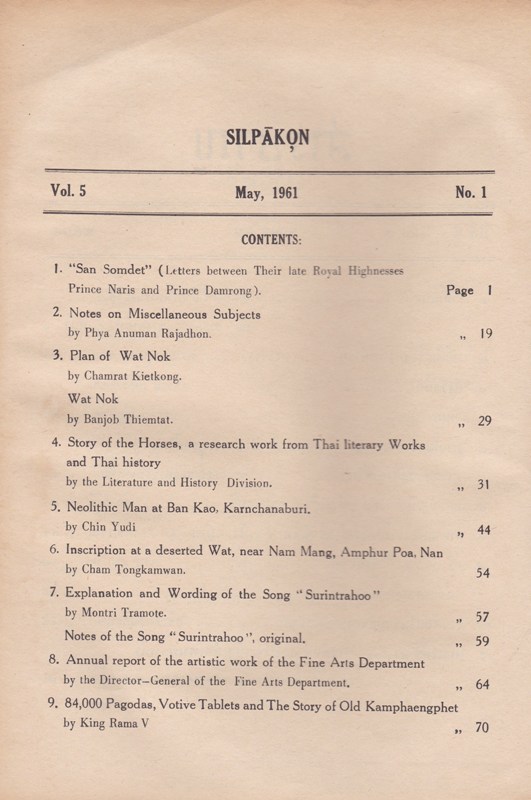 SILPĀKǪN
Vol. 5 May, 1961 No. 1
CONTENTS:
1. "San Somdet" (Letters between Their late Royal Highnesses
Prince Naris and Prince Damrong). Page 1
2. Notes on Miscellaneous Subjects
by Phya Anuman Rajadhon. ,, 19
3. Plan of Wat Nok
by Chamrat Kietkong.
Wat Nok
by Banjob Thiemtat. ,, 29
4. Story of the Horses, a research work from Thai literary Works
and Thai history
by the Literature and History Division. ,, 31
5. Neolithic Man at Ban Kao, Karnchanaburi.
by Chin Yudi ,, 44
6. Inscription at a deserted Wat, near Nam Mang, Amphur Poa, Nan
by Cham Tongkamwan. 54
7. Explanation and Wording of the Song "Surintrahoo"
by Montri Tramote. ,, 57
Notes of the Song "Surintrahoo", original. ,, 59
8. Annual report of the artistic work of the Fine Arts Department
by the Director-General of the Fine Arts Department. ,, 64
9. 84,000 Pagodas, Votive Tablets and The Story of Old Kamphaengphet
by King Rama V ,, 70